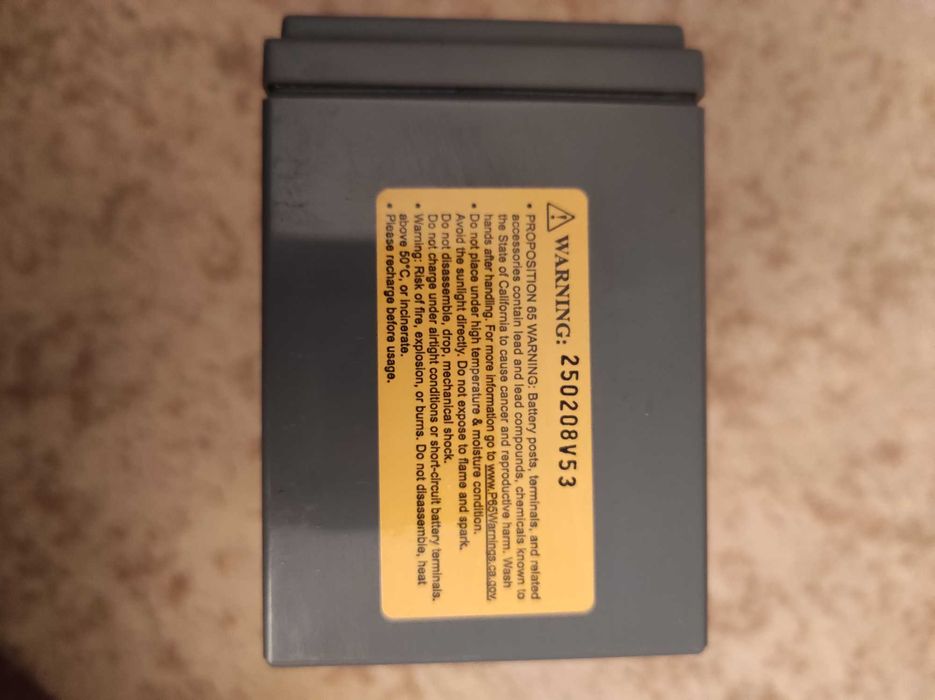 ⚠ WARNING: 250208V53
• PROPOSITION 65 WARNING: Battery posts, terminals, and related
accessories contain lead and lead compounds, chemicals known to
the State of California to cause cancer and reproductive harm. Wash
hands after handling. For more information go to www.P65Warnings.ca.gov.
• Do not place under high temperature & moisture condition.
Avoid the sunlight directly. Do not expose to flame and spark.
Do not disassemble, drop, mechanical shock.
Do not charge under airtight conditions or short-circuit battery terminals.
• Warning: Risk of fire, explosion, or burns. Do not disassemble, heat
above 50°C, or incinerate.
• Please recharge before usage.